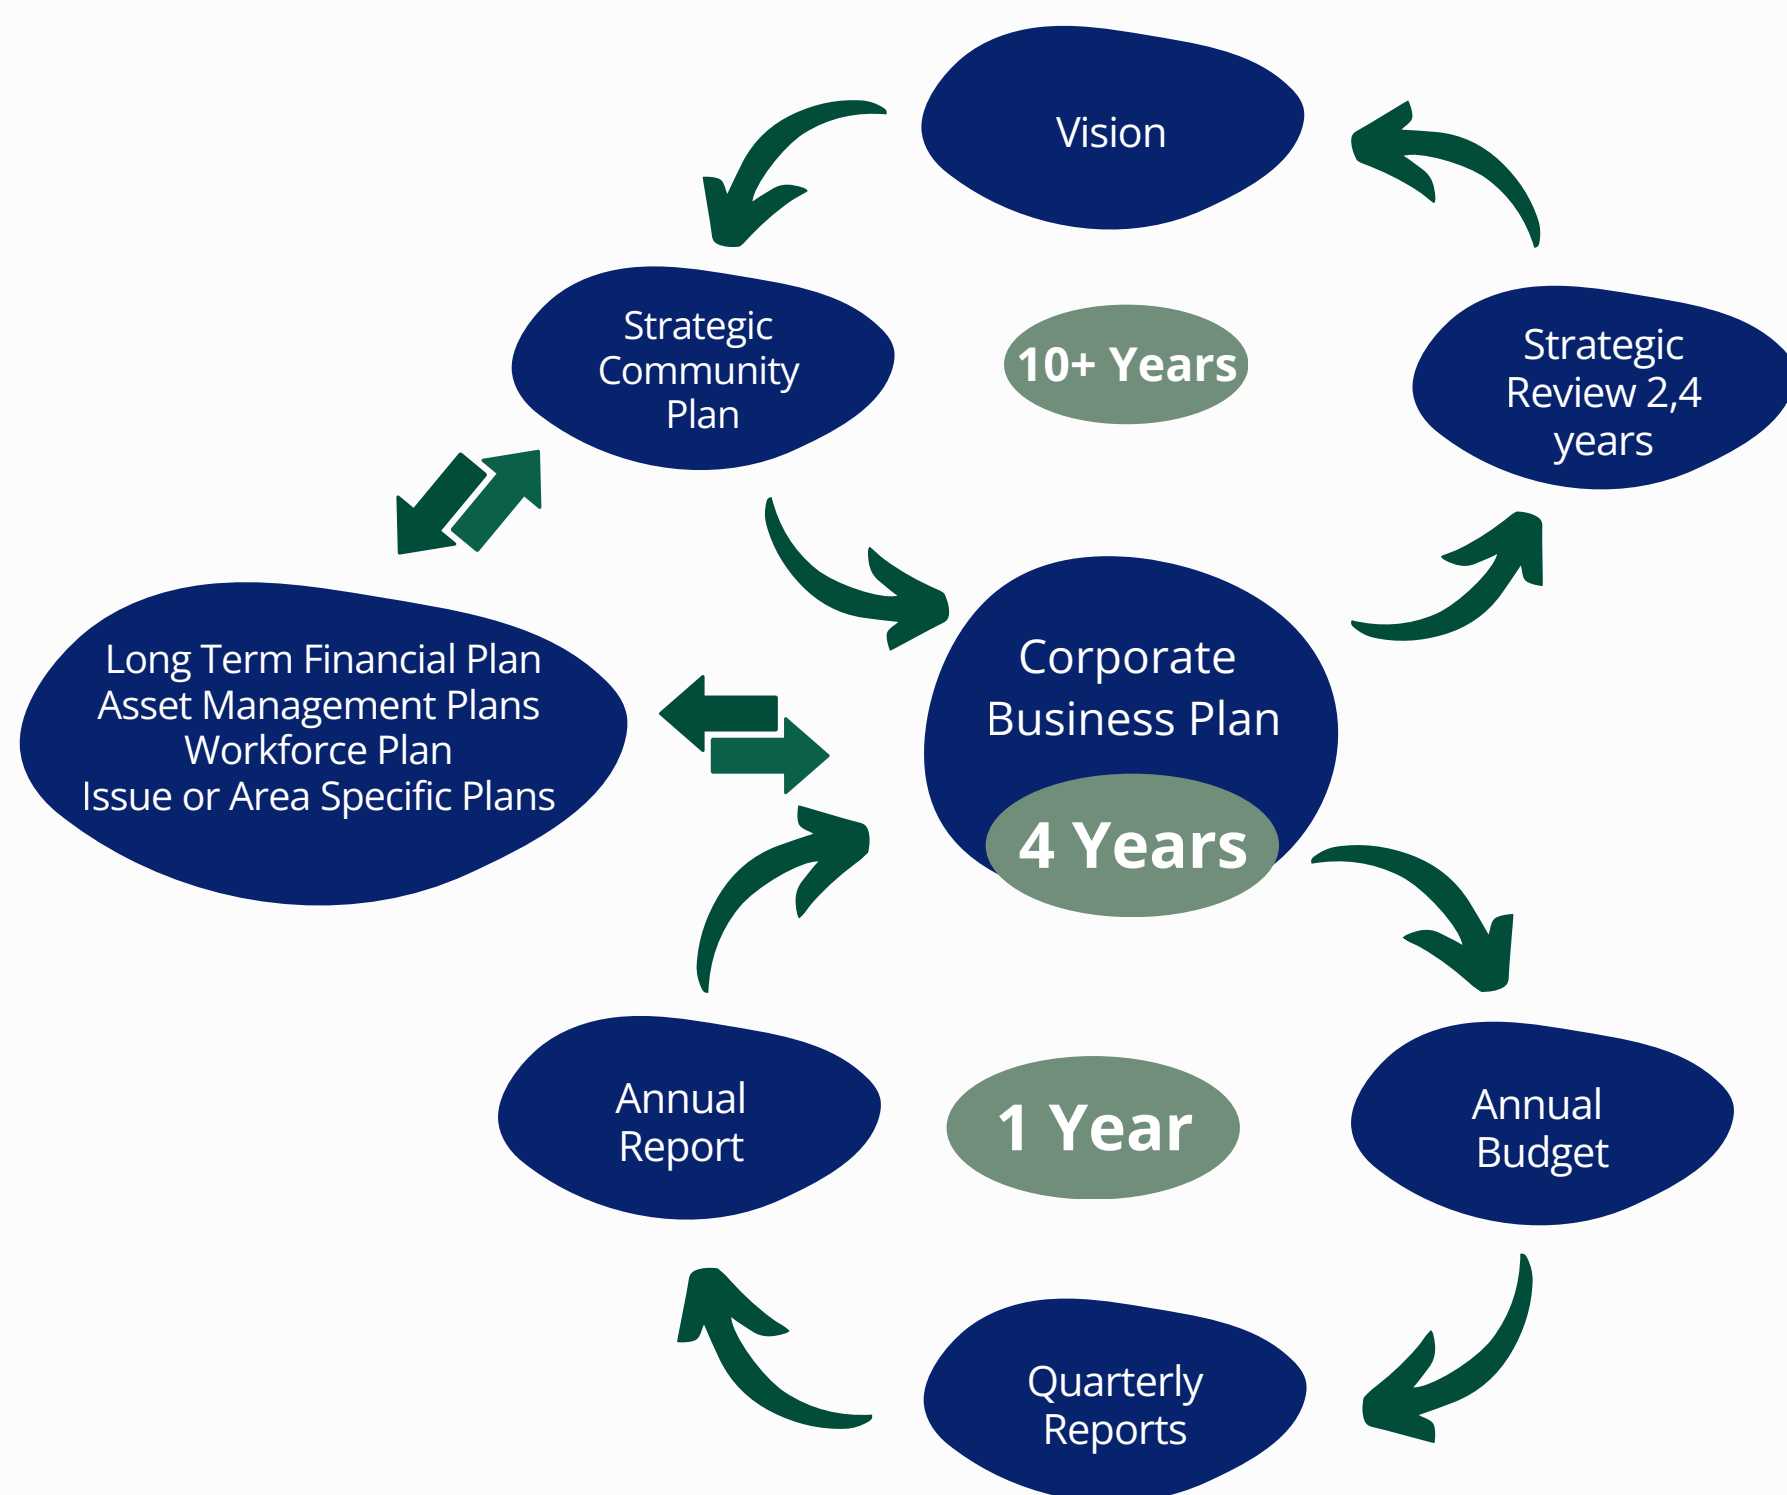 Vision
Strategic
Community
Plan
10+ Years
Strategic
Review 2,4
years
Long Term Financial Plan
Asset Management Plans
Workforce Plan
Issue or Area Specific Plans
Corporate
Business Plan
4 Years
Annual
Report
1 Year
Annual
Budget
Quarterly
Reports